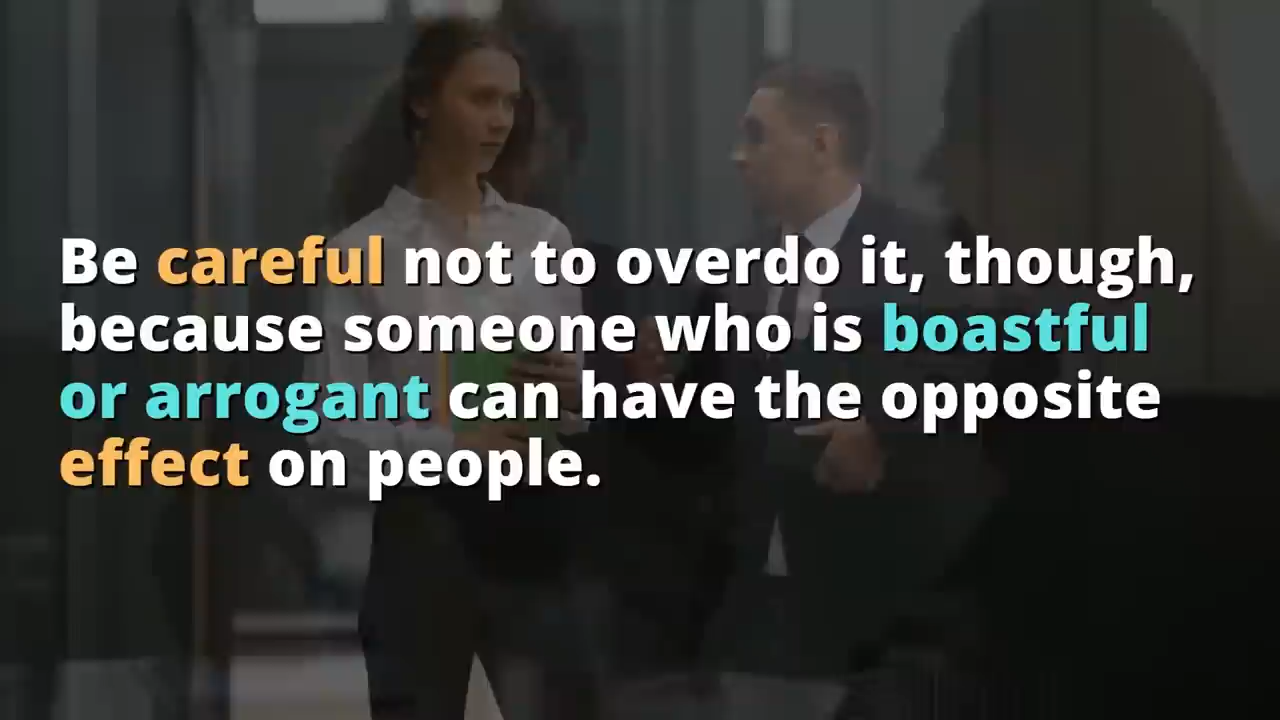 Be careful not to overdo it, though,
because someone who is boastful
or arrogant can have the opposite
effect on people.